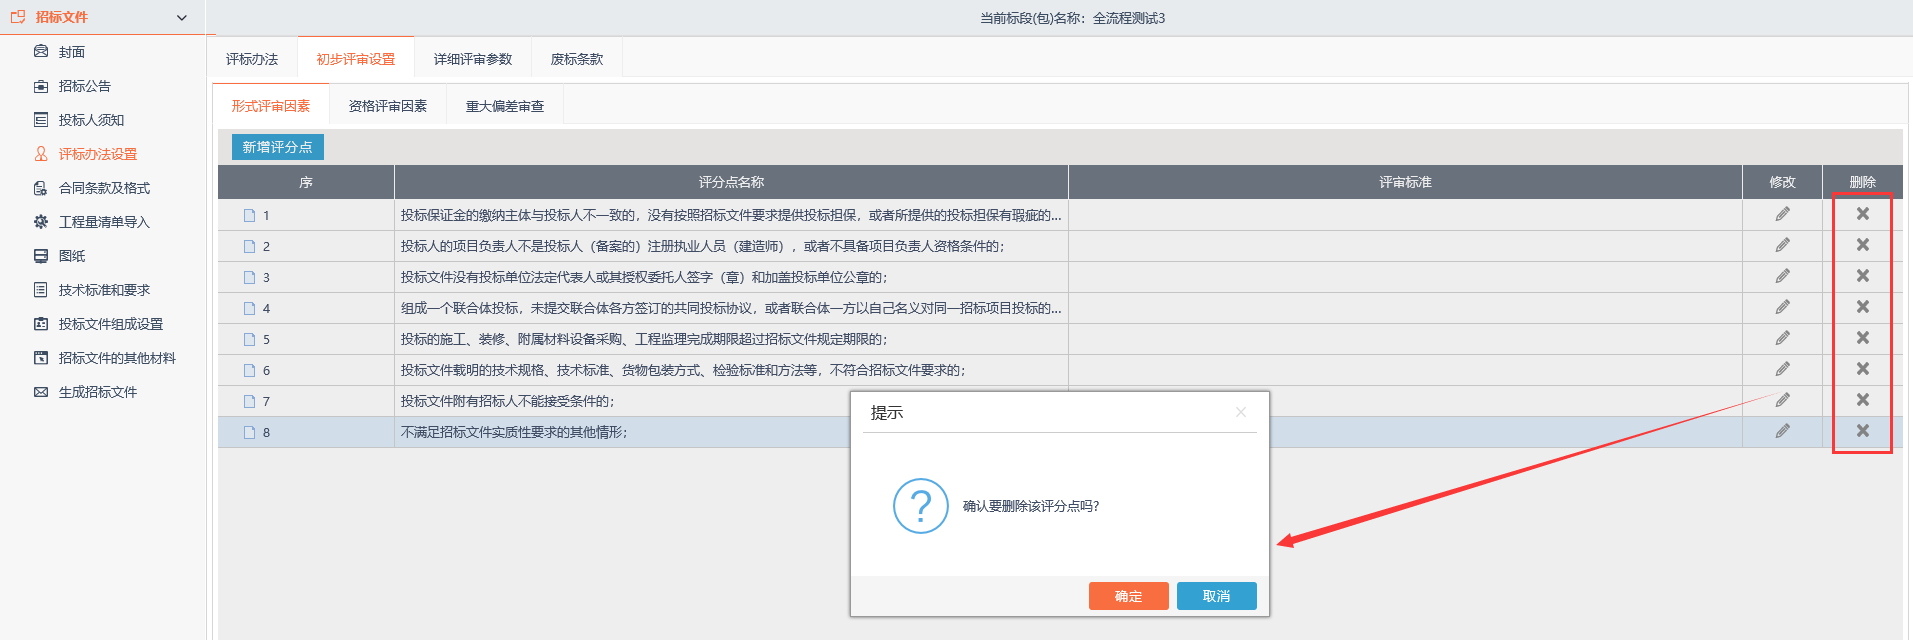 招标文件
当前标段(包)名称：全流程测试3
封面
招标公告
投标人须知
评标办法设置
合同条款及格式
工程量清单导入
图纸
技术标准和要求
投标文件组成设置
招标文件的其他材料
生成招标文件
评标办法 初步评审设置 详细评审参数 废标条款
形式评审因素 资格评审因素 重大偏差审查
新增评分点
序 评分点名称 评审标准 修改 删除
1 投标保证金的缴纳主体与投标人不一致的，没有按照招标文件要求提供投标担保，或者所提供的投标担保有瑕疵的...
2 投标人的项目负责人不是投标人（备案的）注册执业人员（建造师），或者不具备项目负责人资格条件的；
3 投标文件没有投标单位法定代表人或其授权委托人签字（章）和加盖投标单位公章的；
4 组成一个联合体投标，未提交联合体各方签订的共同投标协议，或者联合体一方以自己名义对同一招标项目投标的...
5 投标的施工、装修、附属材料设备采购、工程监理完成期限超过招标文件规定期限的；
6 投标文件载明的技术规格、技术标准、货物包装方式、检验标准和方法等，不符合招标文件要求的；
7 投标文件附有招标人不能接受条件的；
8 不满足招标文件实质性要求的其他情形；
提示
确认要删除该评分点吗?
确定 取消